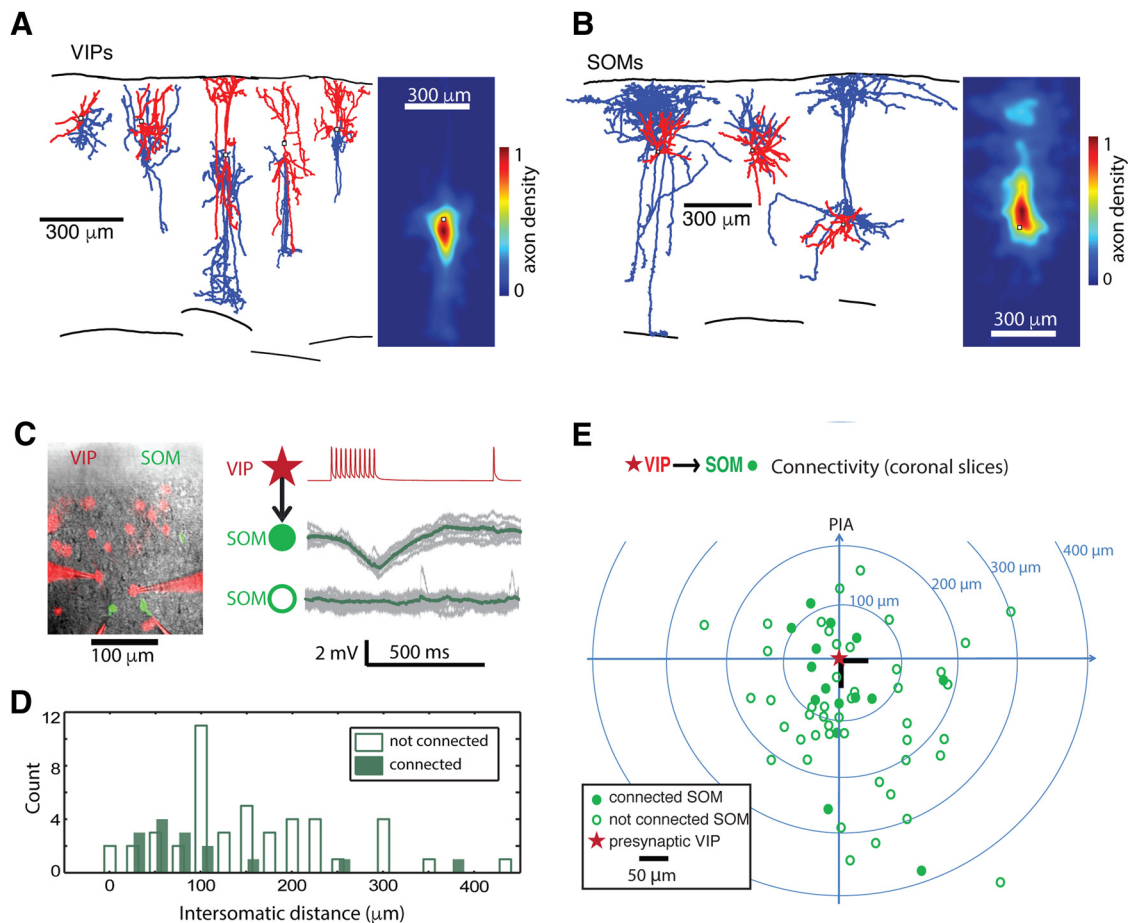 A
VIPs
300 µm
300 µm
1
0
axon density
B
SOMs
300 µm
300 µm
1
0
axon density
C
VIP SOM
100 µm
VIP
SOM
SOM
2 mV 500 ms
D
12
8
4
0
Count
not connected
connected
0 100 200 300 400
Intersomatic distance (µm)
E
VIP SOM Connectivity (coronal slices)
PIA
400 µm
300 µm
200 µm
100 µm
connected SOM
not connected SOM
presynaptic VIP
50 µm